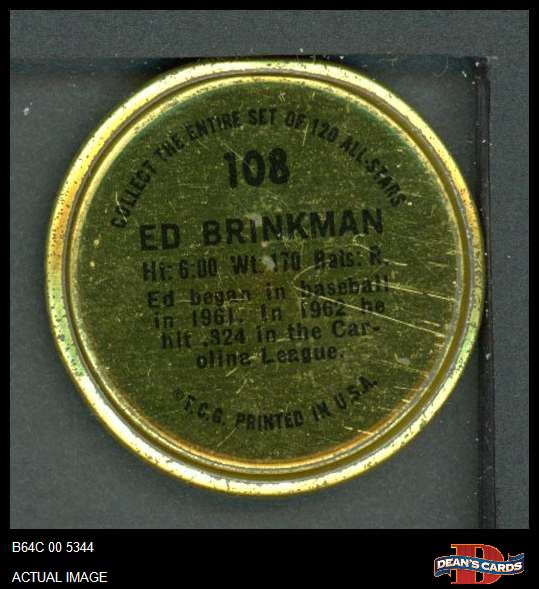 COLLECT THE ENTIRE SET OF 120 ALL-STARS
108
ED BRINKMAN
Ht: 6:00 Wt: 170 Bats: R.
Ed began in baseball
in 1961. In 1962 he
hit .324 in the Car-
olina League.
© F.C.G. PRINTED IN U.S.A.
B64C 00 5344
ACTUAL IMAGE
D
DEAN'S CARDS